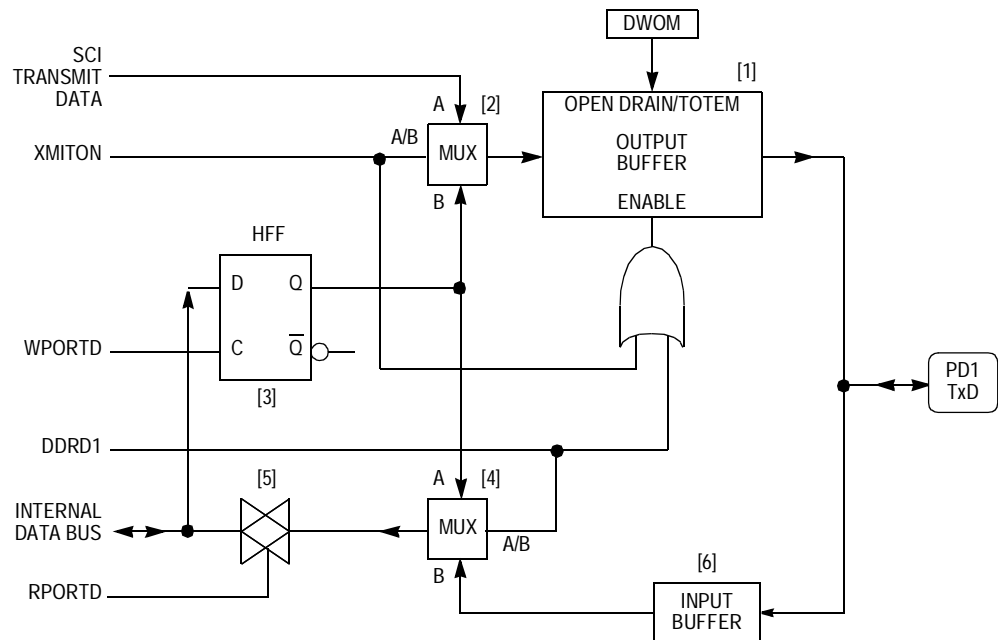 DWOM
SCI
TRANSMIT
DATA
[1]
A
[2]
OPEN DRAIN/TOTEM
OUTPUT
BUFFER
ENABLE
XMITON
A/B
MUX
B
HFF
D
Q
WPORTD
C
Q̅
[3]
PD1
TxD
DDRD1
[5]
A
[4]
INTERNAL
DATA BUS
MUX
A/B
B
RPORTD
[6]
INPUT
BUFFER